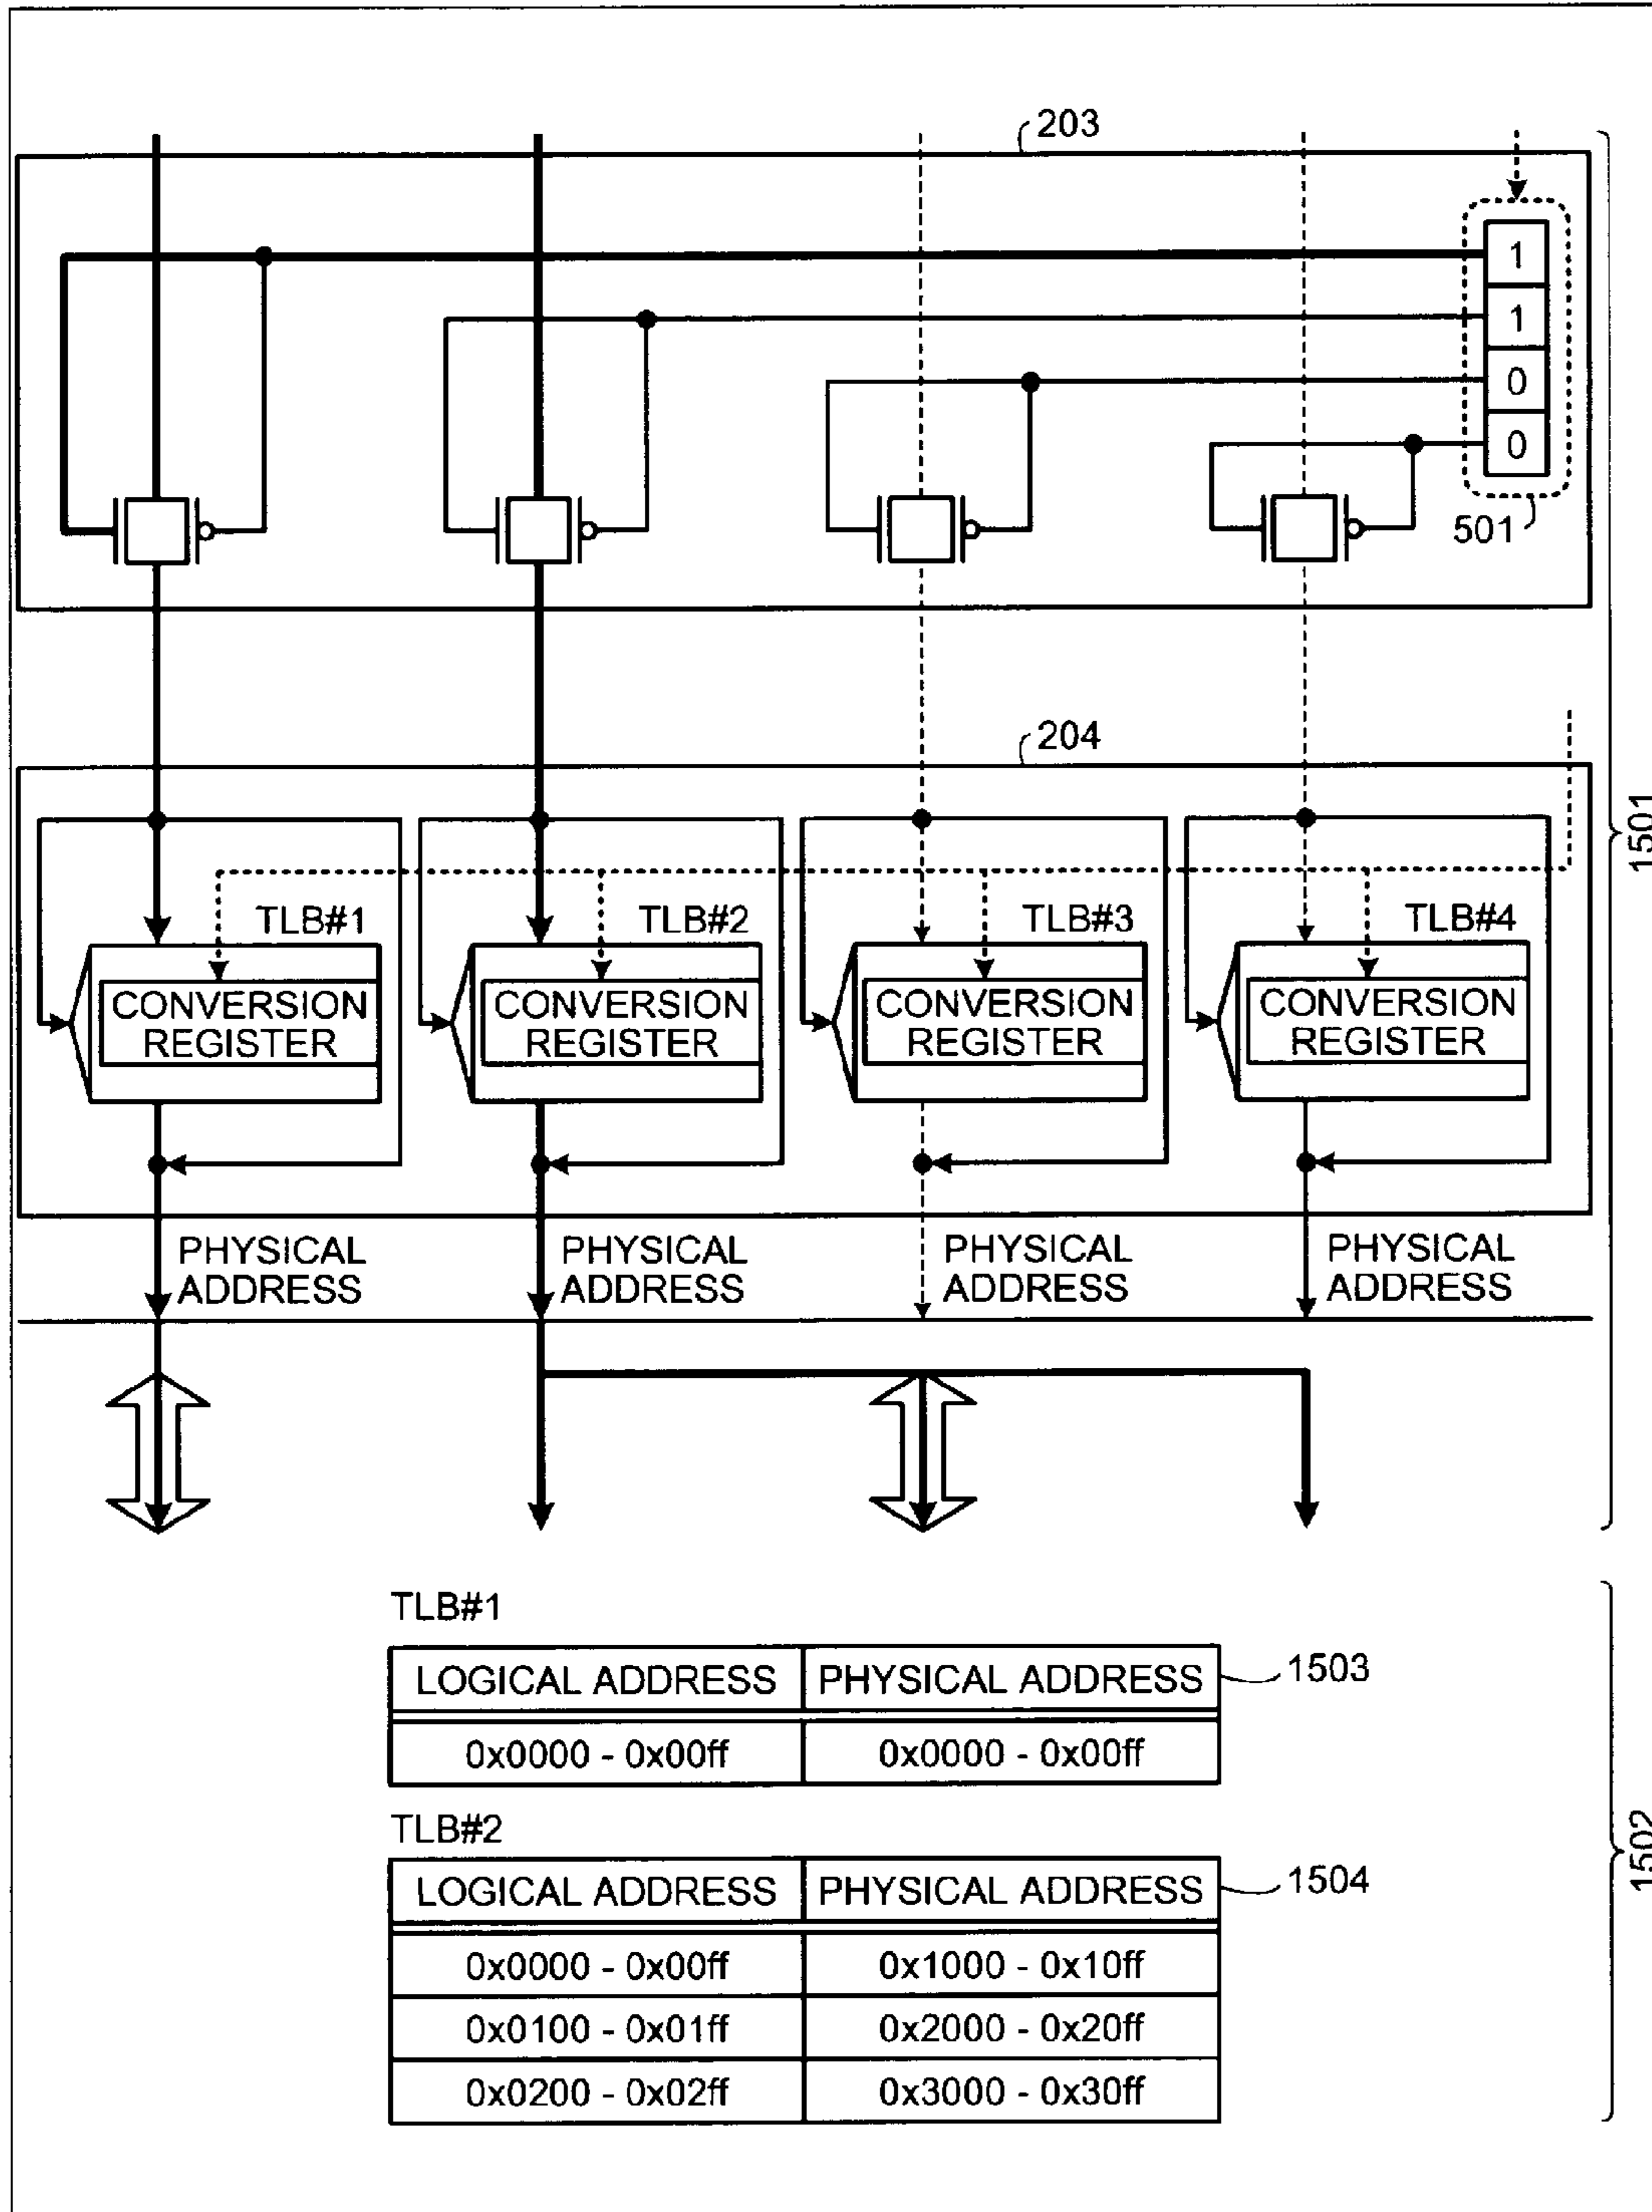 203
1
1
0
0
501
204
TLB#1 TLB#2 TLB#3 TLB#4
CONVERSION REGISTER
CONVERSION REGISTER
CONVERSION REGISTER
CONVERSION REGISTER
PHYSICAL ADDRESS
PHYSICAL ADDRESS
PHYSICAL ADDRESS
PHYSICAL ADDRESS
1501
TLB#1
LOGICAL ADDRESS PHYSICAL ADDRESS 1503
0x0000 - 0x00ff 0x0000 - 0x00ff
TLB#2
LOGICAL ADDRESS PHYSICAL ADDRESS 1504
0x0000 - 0x00ff 0x1000 - 0x10ff
0x0100 - 0x01ff 0x2000 - 0x20ff
0x0200 - 0x02ff 0x3000 - 0x30ff
1502